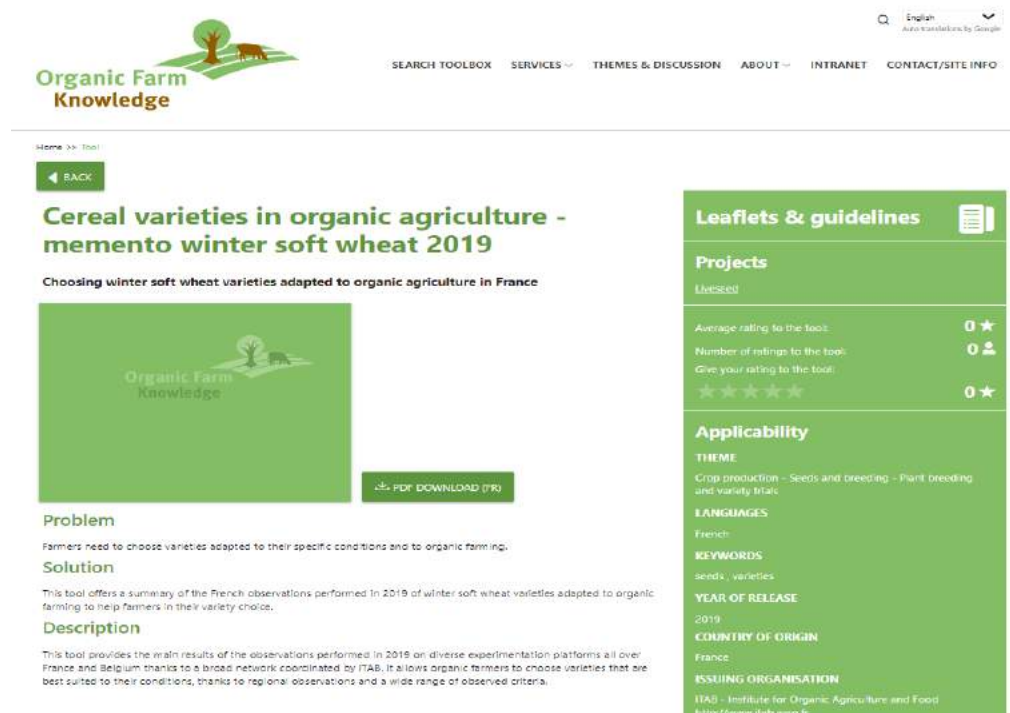 English
Auto translations by Google
Organic Farm
Knowledge
SEARCH TOOLBOX SERVICES THEMES & DISCUSSION ABOUT INTRANET CONTACT/SITE INFO
Home >> Tool
BACK
Cereal varieties in organic agriculture -
memento winter soft wheat 2019
Choosing winter soft wheat varieties adapted to organic agriculture in France
Organic Farm
Knowledge
PDF DOWNLOAD (FR)
Problem
Farmers need to choose varieties adapted to their specific conditions and to organic farming.
Solution
This tool offers a summary of the French observations performed in 2019 of winter soft wheat varieties adapted to organic
farming to help farmers in their variety choice.
Description
This tool provides the main results of the observations performed in 2019 on diverse experimentation platforms all over
France and Belgium thanks to a broad network coordinated by ITAB. It allows organic farmers to choose varieties that are
best suited to their conditions, thanks to regional observations and a wide range of observed criteria.
Leaflets & guidelines
Projects
Liveseed
Average rating to the tool: 0
Number of ratings to the tool: 0
Give your rating to the tool:
0
Applicability
THEME
Crop production - Seeds and breeding - Plant breeding
and variety trials
LANGUAGES
French
KEYWORDS
seeds, varieties
YEAR OF RELEASE
2019
COUNTRY OF ORIGIN
France
ISSUING ORGANISATION
ITAB - Institute for Organic Agriculture and Food